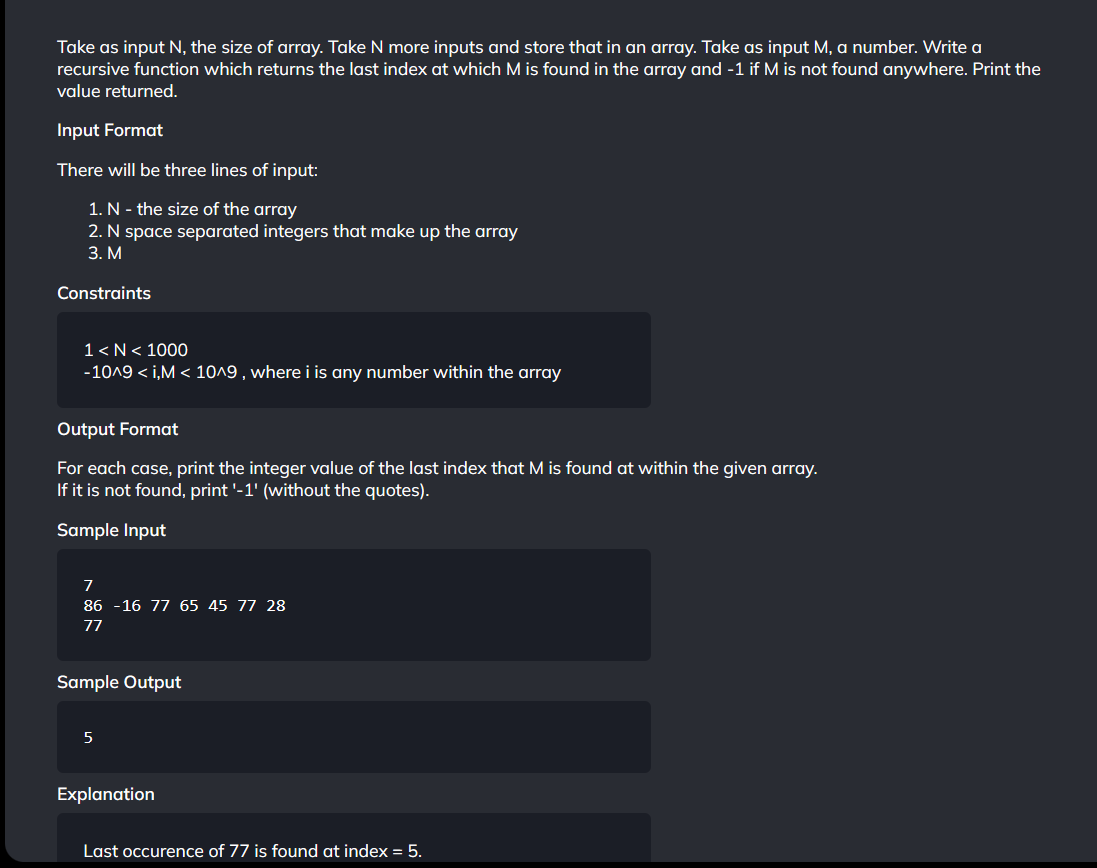 Take as input N, the size of array. Take N more inputs and store that in an array. Take as input M, a number. Write a
recursive function which returns the last index at which M is found in the array and -1 if M is not found anywhere. Print the
value returned.
Input Format
There will be three lines of input:
1. N - the size of the array
2. N space separated integers that make up the array
3. M
Constraints
1 < N < 1000
-10^9 < i,M < 10^9 , where i is any number within the array
Output Format
For each case, print the integer value of the last index that M is found at within the given array.
If it is not found, print '-1' (without the quotes).
Sample Input
7
86 -16 77 65 45 77 28
77
Sample Output
5
Explanation
Last occurence of 77 is found at index = 5.